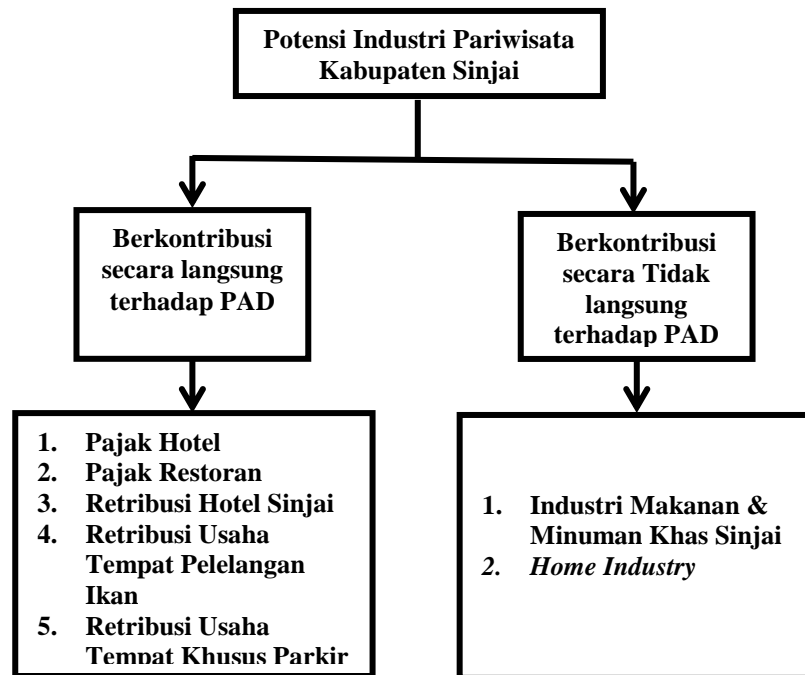 Potensi Industri Pariwisata
Kabupaten Sinjai
Berkontribusi
secara langsung
terhadap PAD
Berkontribusi
secara Tidak
langsung
terhadap PAD
1. Pajak Hotel
2. Pajak Restoran
3. Retribusi Hotel Sinjai
4. Retribusi Usaha
Tempat Pelelangan
Ikan
5. Retribusi Usaha
Tempat Khusus Parkir
1. Industri Makanan &
Minuman Khas Sinjai
2. Home Industry